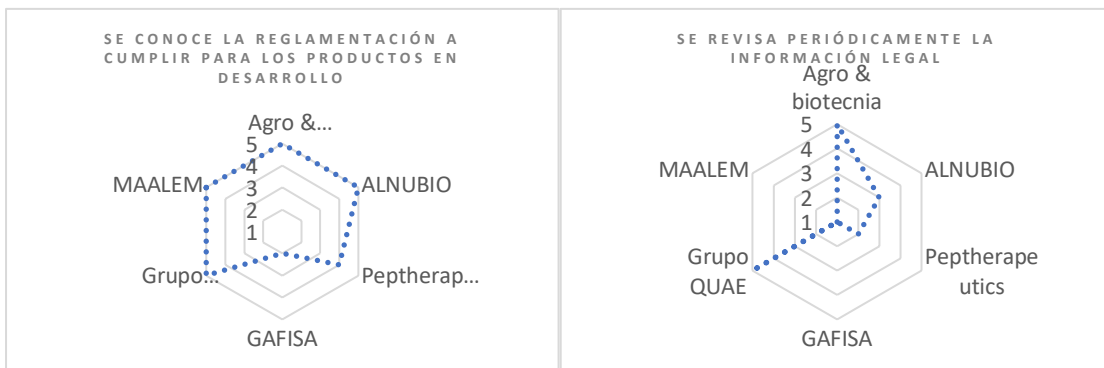 SE CONOCE LA REGLAMENTACIÓN A
CUMPLIR PARA LOS PRODUCTOS EN
DESARROLLO
Agro &...
5
4
3
2
1
MAALEM
ALNUBIO
Grupo...
Peptherap...
GAFISA
SE REVISA PERIÓDICAMENTE LA
INFORMACIÓN LEGAL
Agro &
biotecnia
5
4
3
2
1
MAALEM
ALNUBIO
Grupo
QUAE
Peptherape
utics
GAFISA